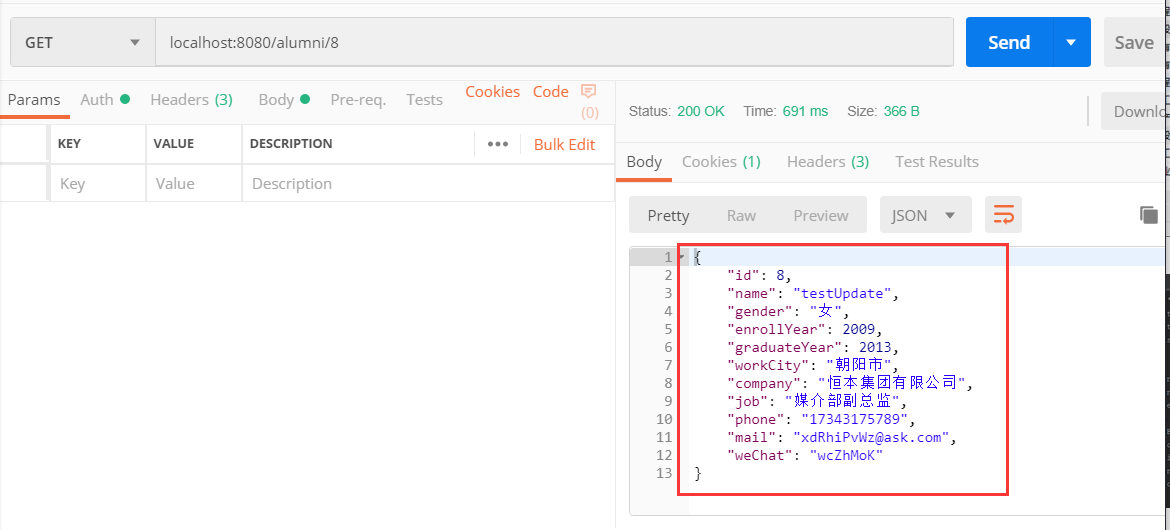 GET localhost:8080/alumni/8 Send Save
Params Auth Headers (3) Body Pre-req. Tests Cookies Code (0)
KEY VALUE DESCRIPTION ••• Bulk Edit
Key Value Description
Status: 200 OK Time: 691 ms Size: 366 B Downlo
Body Cookies (1) Headers (3) Test Results
Pretty Raw Preview JSON
1 {
2 "id": 8,
3 "name": "testUpdate",
4 "gender": "女",
5 "enrollYear": 2009,
6 "graduateYear": 2013,
7 "workCity": "朝阳市",
8 "company": "恒本集团有限公司",
9 "job": "媒介部副总监",
10 "phone": "17343175789",
11 "mail": "xdRhiPvWz@ask.com",
12 "weChat": "wcZhMoK"
13 }